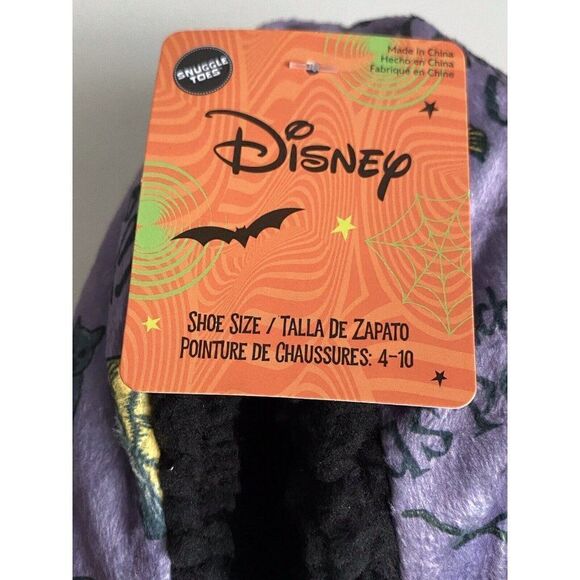 SNUGGLE
TOES
Made in China
Hecho en China
Fabriqué en Chine
Disney
SHOE SIZE / TALLA DE ZAPATO
POINTURE DE CHAUSSURES: 4-10